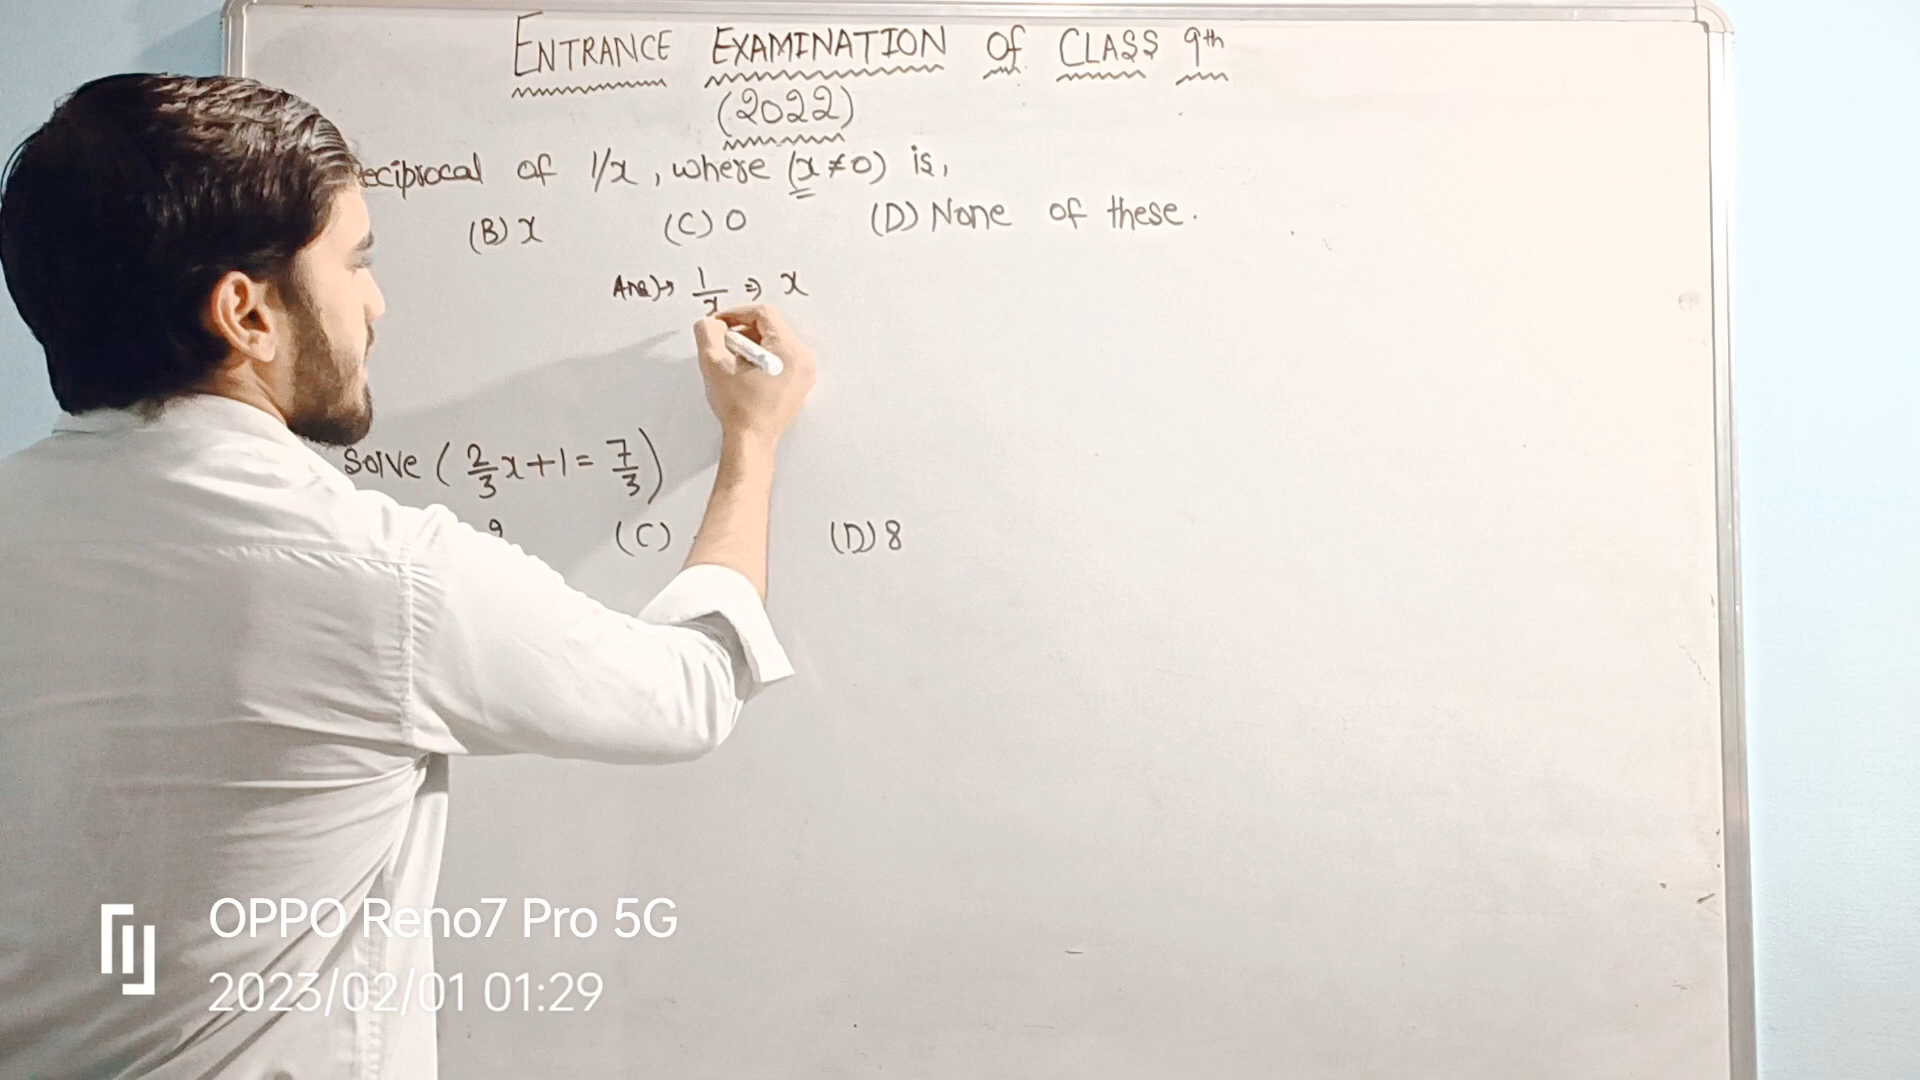 ENTRANCE EXAMINATION Of CLASS 9th
(2022)
eciprocal of 1/x, where (x≠0) is,
(B) x (C) 0 (D) None of these.
Ans)→ 1/x ⇒ x
Solve (2/3 x+1= 7/3)
(C) (D) 8
OPPO Reno7 Pro 5G
2023/02/01 01:29